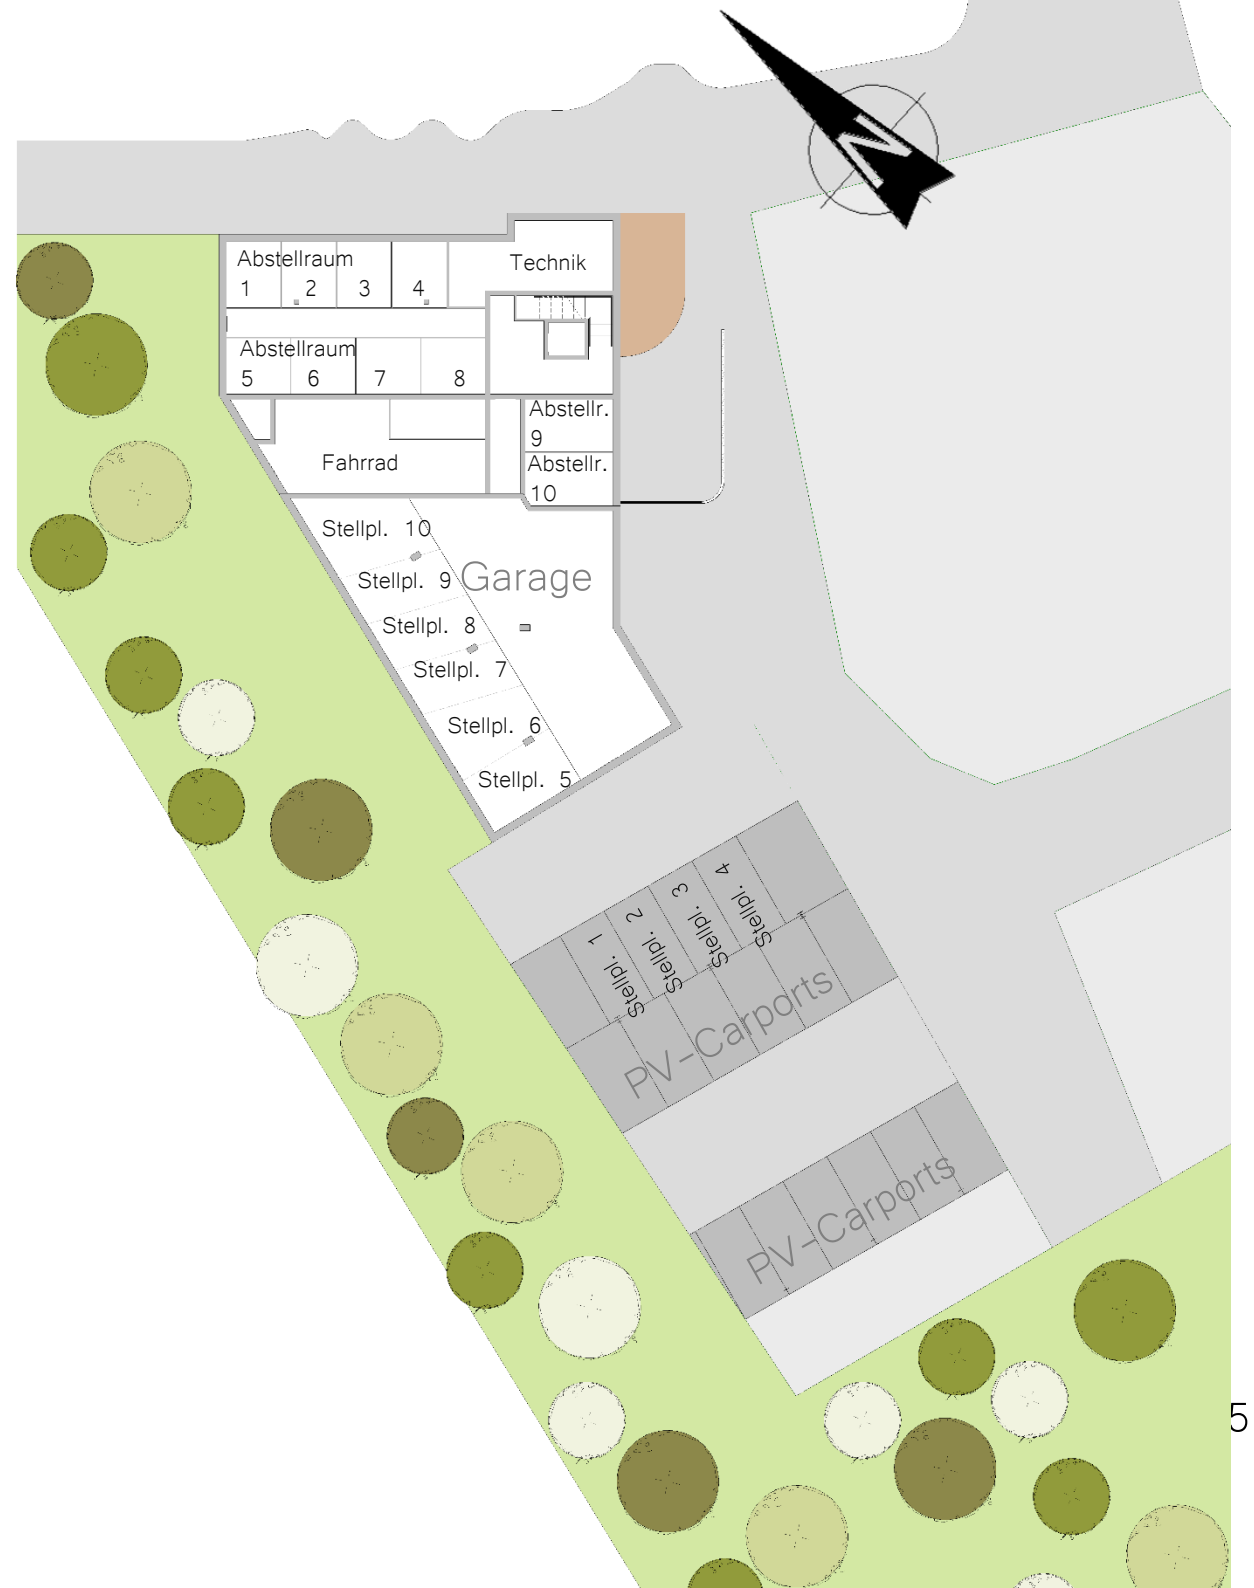 N
Abstellraum
1 2 3 4
Technik
Abstellraum
5 6 7 8
Abstellr.
9
Abstellr.
10
Fahrrad
Stellpl. 10
Stellpl. 9
Garage
Stellpl. 8
Stellpl. 7
Stellpl. 6
Stellpl. 5
Stellpl. 1
Stellpl. 2
Stellpl. 3
Stellpl. 4
PV-Carports
PV-Carports
5